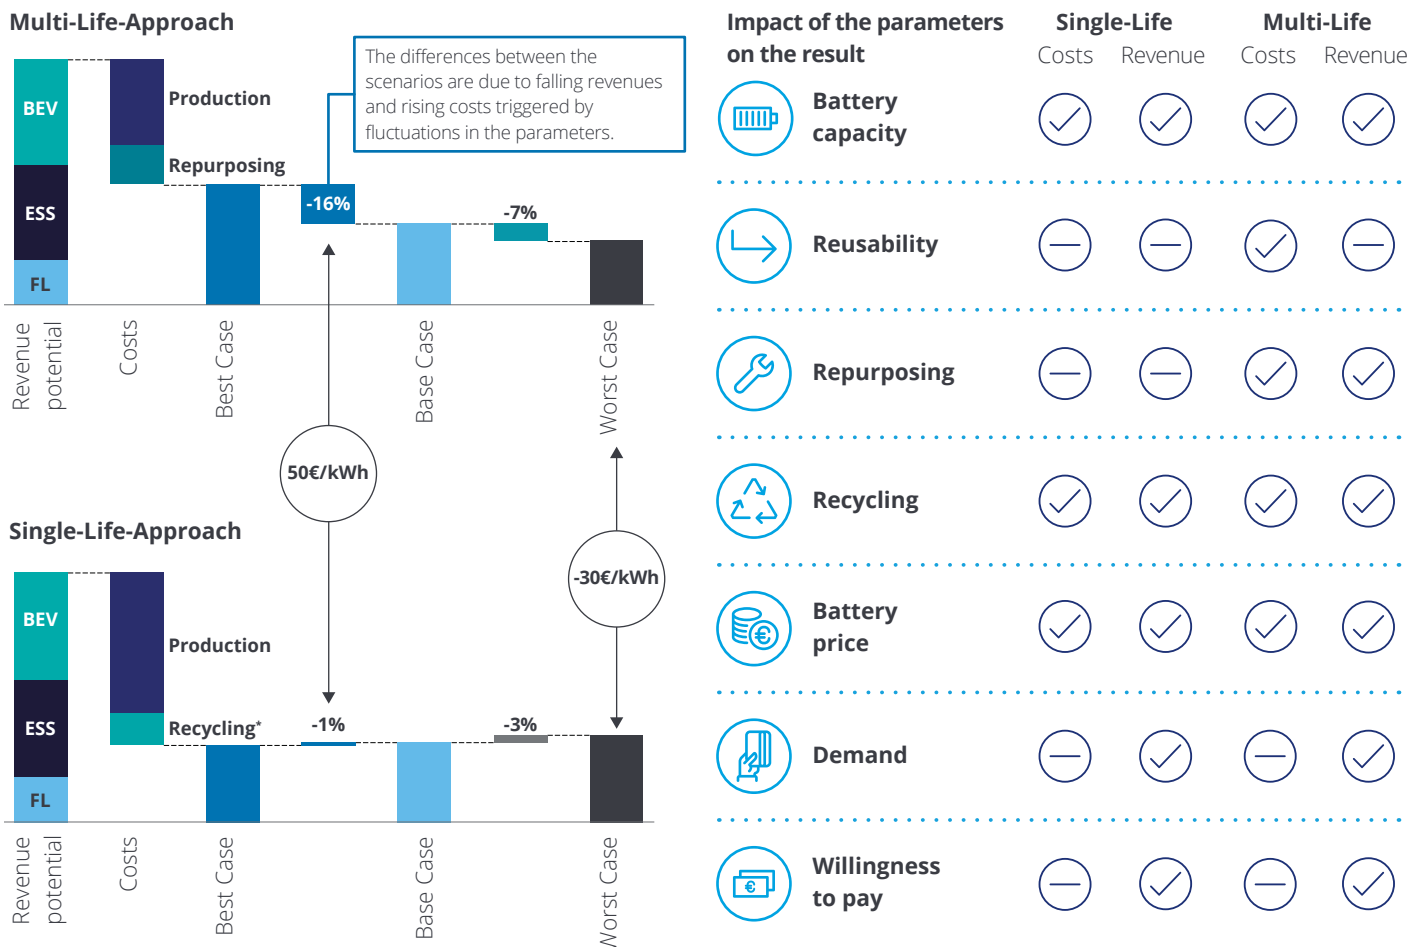 Multi-Life-Approach
BEV
ESS
FL
Production
Repurposing
The differences between the
scenarios are due to falling revenues
and rising costs triggered by
fluctuations in the parameters.
-16%
-7%
Revenue
potential
Costs
Best Case
Base Case
Worst Case
50€/kWh
-30€/kWh
Single-Life-Approach
BEV
ESS
FL
Production
Recycling*
-1%
-3%
Revenue
potential
Costs
Best Case
Base Case
Worst Case
Impact of the parameters
on the result
Single-Life
Multi-Life
Costs Revenue Costs Revenue
Battery
capacity
Reusability
Repurposing
Recycling
Battery
price
Demand
Willingness
to pay